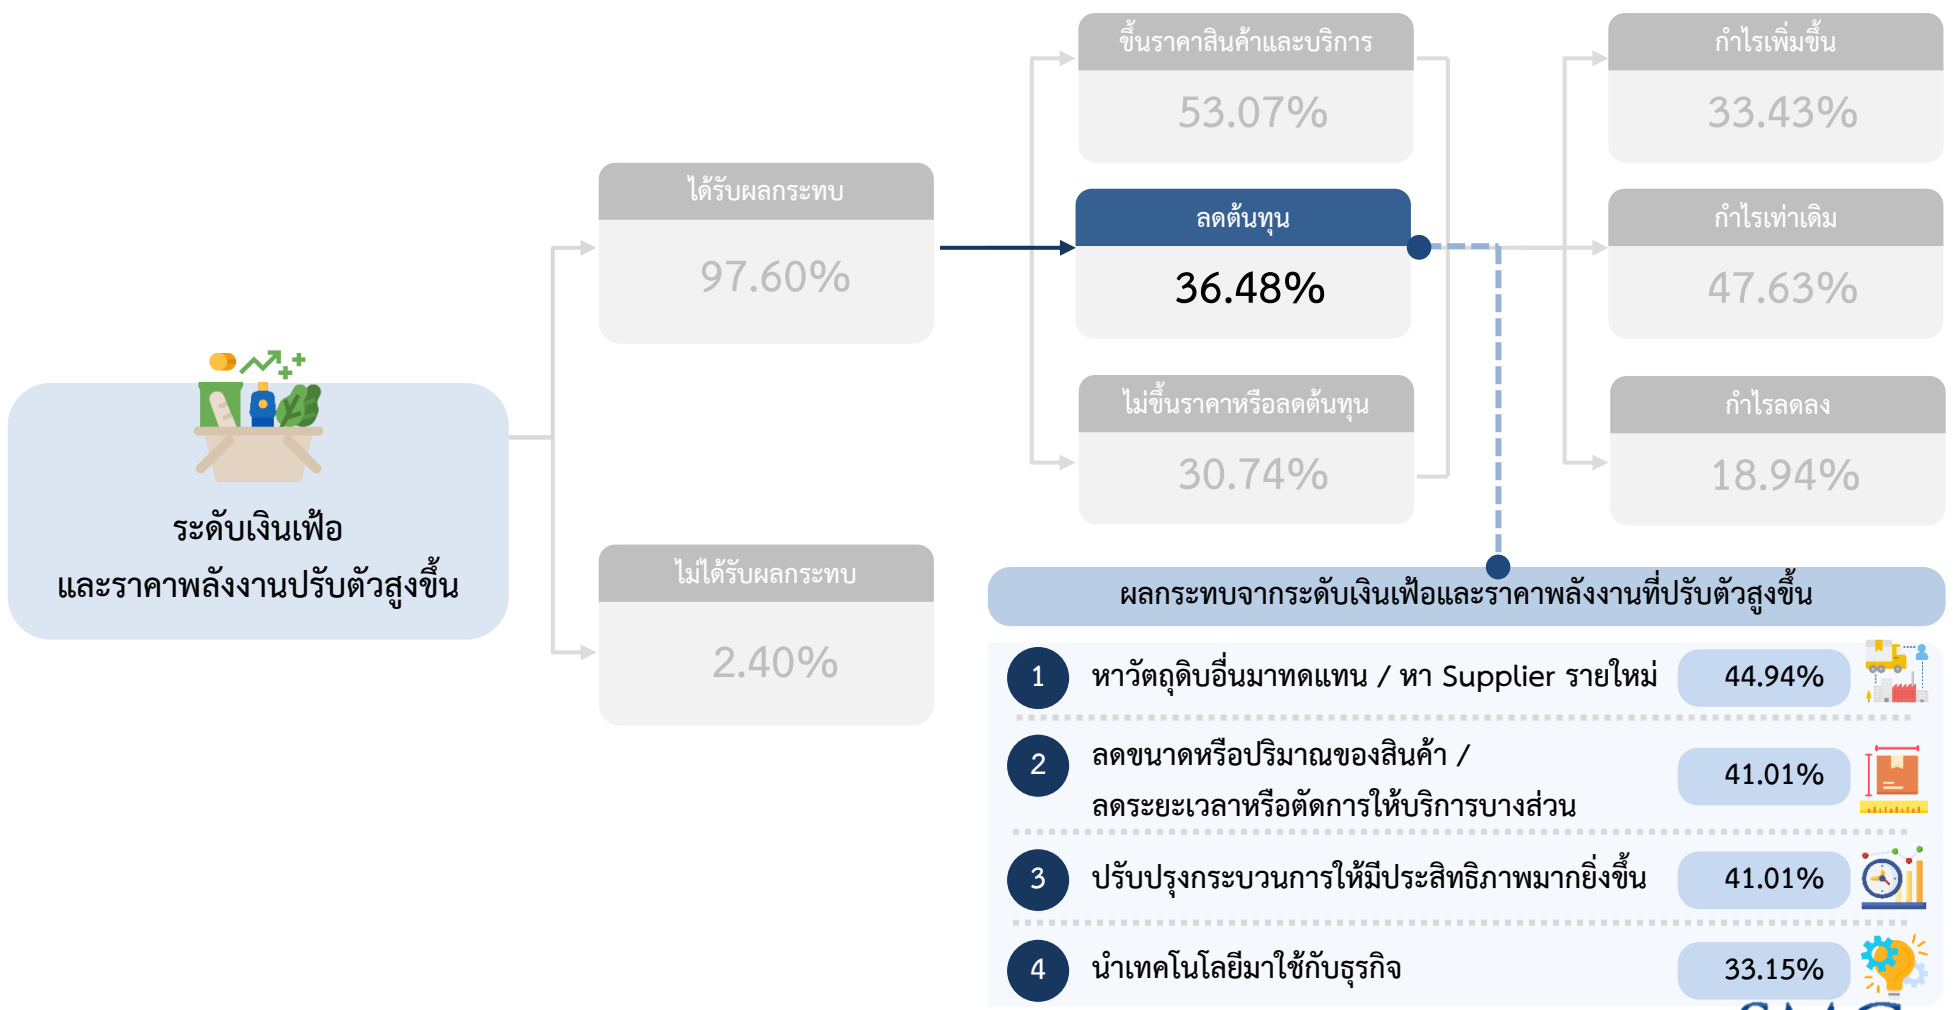 ระดับเงินเฟ้อ
และราคาพลังงานปรับตัวสูงขึ้น
ได้รับผลกระทบ
97.60%
ไม่ได้รับผลกระทบ
2.40%
ขึ้นราคาสินค้าและบริการ
53.07%
ลดต้นทุน
36.48%
ไม่ขึ้นราคาหรือลดต้นทุน
30.74%
กำไรเพิ่มขึ้น
33.43%
กำไรเท่าเดิม
47.63%
กำไรลดลง
18.94%
ผลกระทบจากระดับเงินเฟ้อและราคาพลังงานที่ปรับตัวสูงขึ้น
1 หาวัตถุดิบอื่นมาทดแทน / หา Supplier รายใหม่ 44.94%
2 ลดขนาดหรือปริมาณของสินค้า /
ลดระยะเวลาหรือตัดการให้บริการบางส่วน 41.01%
3 ปรับปรุงกระบวนการให้มีประสิทธิภาพมากยิ่งขึ้น 41.01%
4 นำเทคโนโลยีมาใช้กับธุรกิจ 33.15%